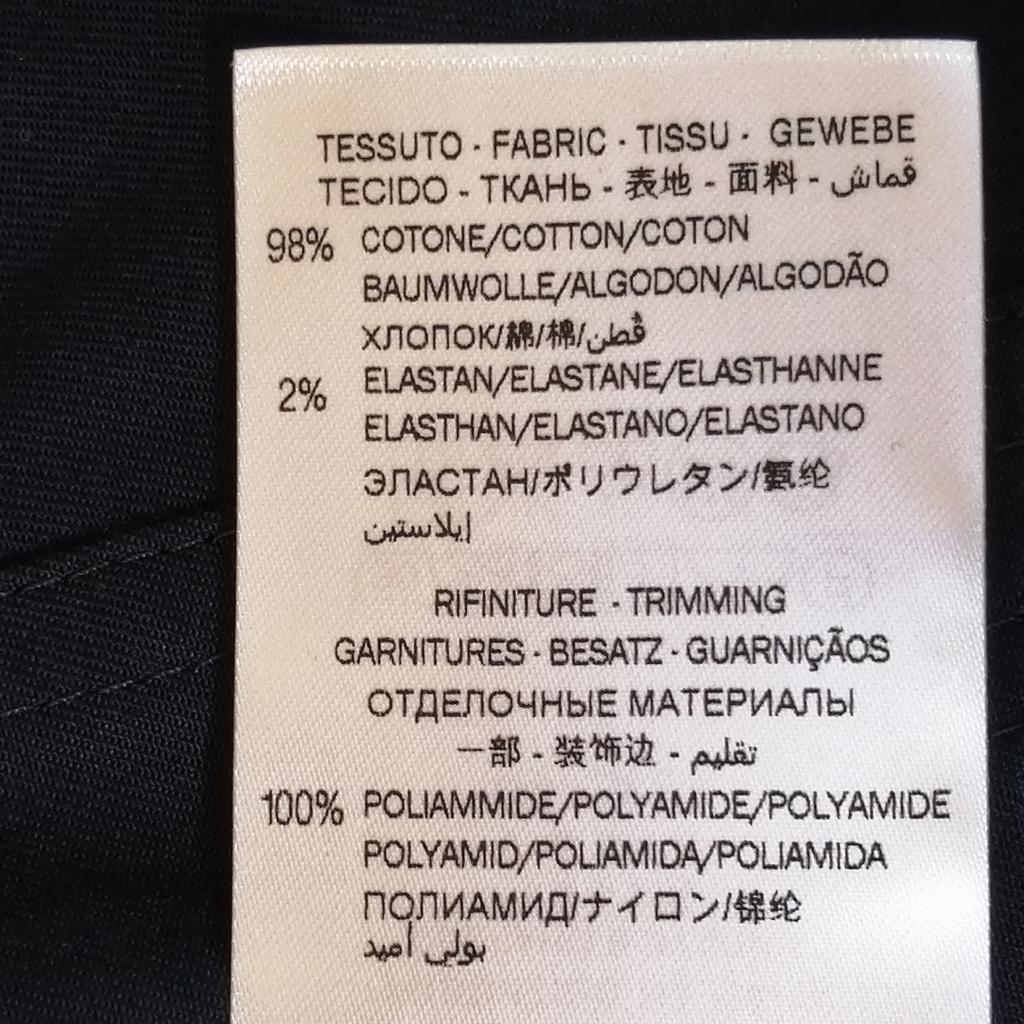 TESSUTO · FABRIC · TISSU · GEWEBE
TECIDO - ТКАНЬ - 表地 - 面料 - قماش
98% COTONE/COTTON/COTON
BAUMWOLLE/ALGODON/ALGODÃO
ХЛОПОК/綿/棉/قُطن
2% ELASTAN/ELASTANE/ELASTHANNE
ELASTHAN/ELASTANO/ELASTANO
ЭЛАСТАН/ポリウレタン/氨纶
إيلاستين
RIFINITURE · TRIMMING
GARNITURES · BESATZ · GUARNIÇÃOS
ОТДЕЛОЧНЫЕ МАТЕРИАЛЫ
一部 - 装饰边 - تقليم
100% POLIAMMIDE/POLYAMIDE/POLYAMIDE
POLYAMID/POLIAMIDA/POLIAMIDA
ПОЛИАМИД/ナイロン/锦纶
بولي أميد